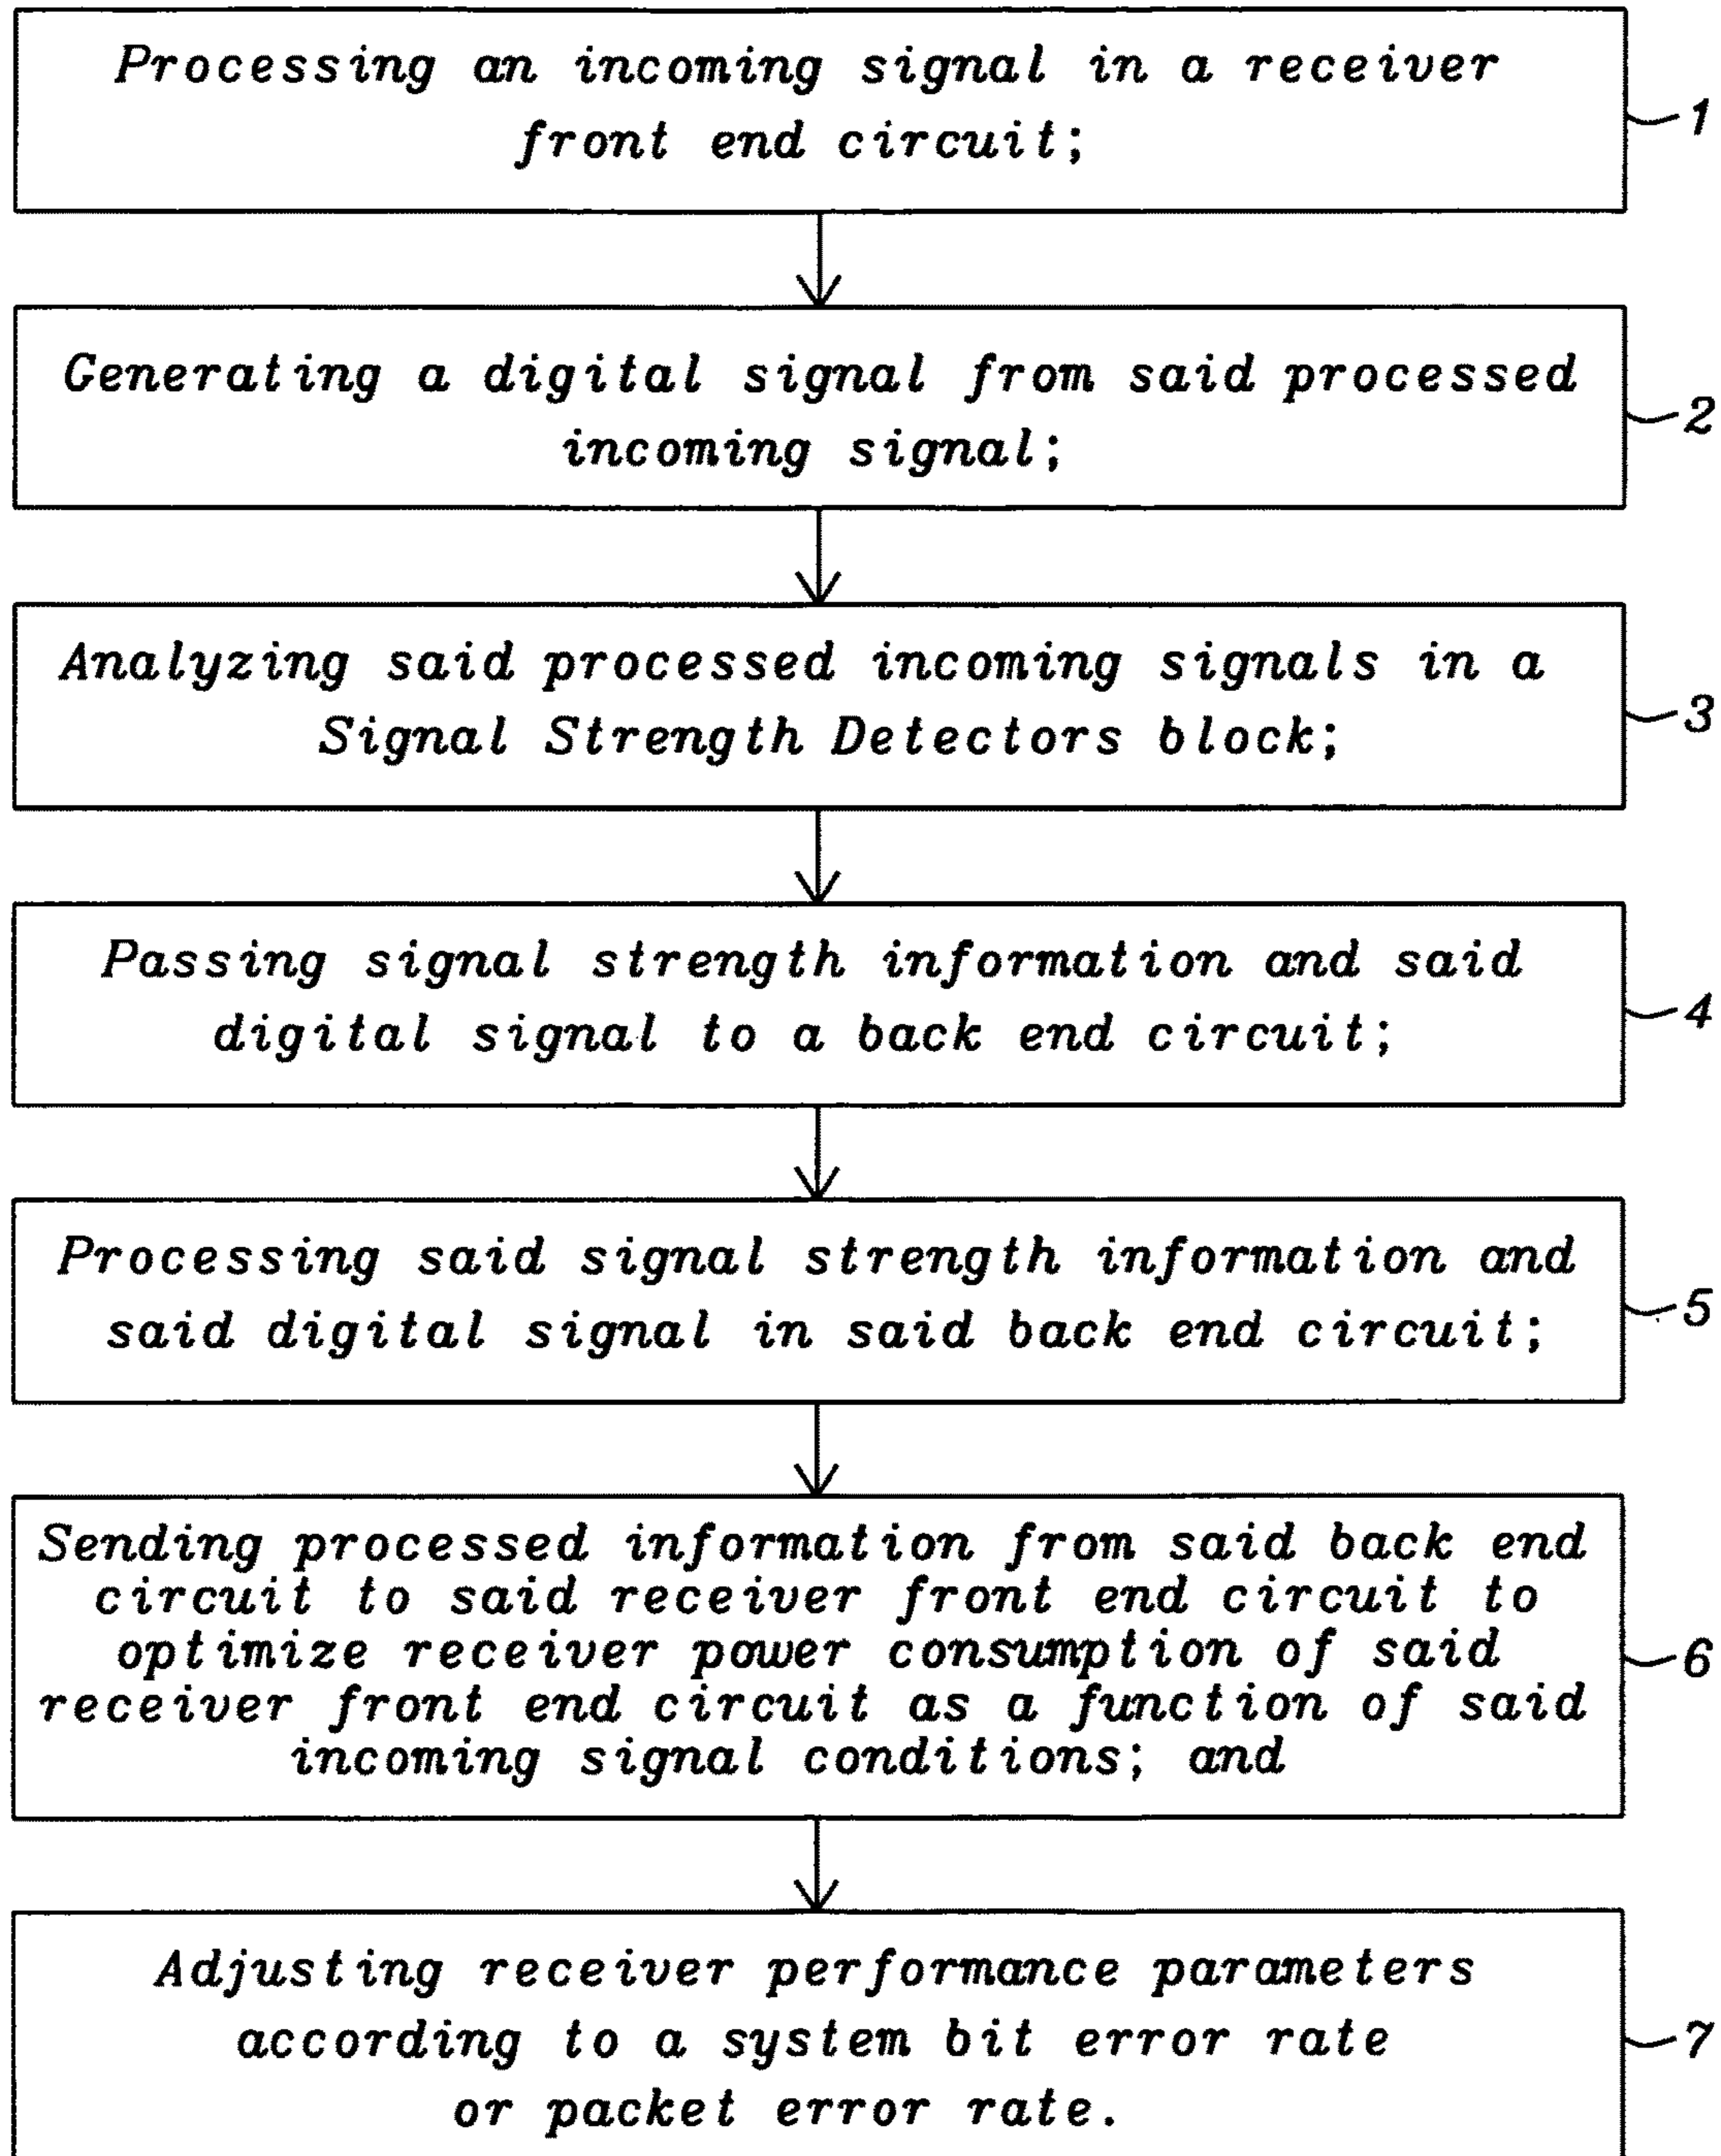 Processing an incoming signal in a receiver
front end circuit;
1
Generating a digital signal from said processed
incoming signal;
2
Analyzing said processed incoming signals in a
Signal Strength Detectors block;
3
Passing signal strength information and said
digital signal to a back end circuit;
4
Processing said signal strength information and
said digital signal in said back end circuit;
5
Sending processed information from said back end
circuit to said receiver front end circuit to
optimize receiver power consumption of said
receiver front end circuit as a function of said
incoming signal conditions; and
6
Adjusting receiver performance parameters
according to a system bit error rate
or packet error rate.
7